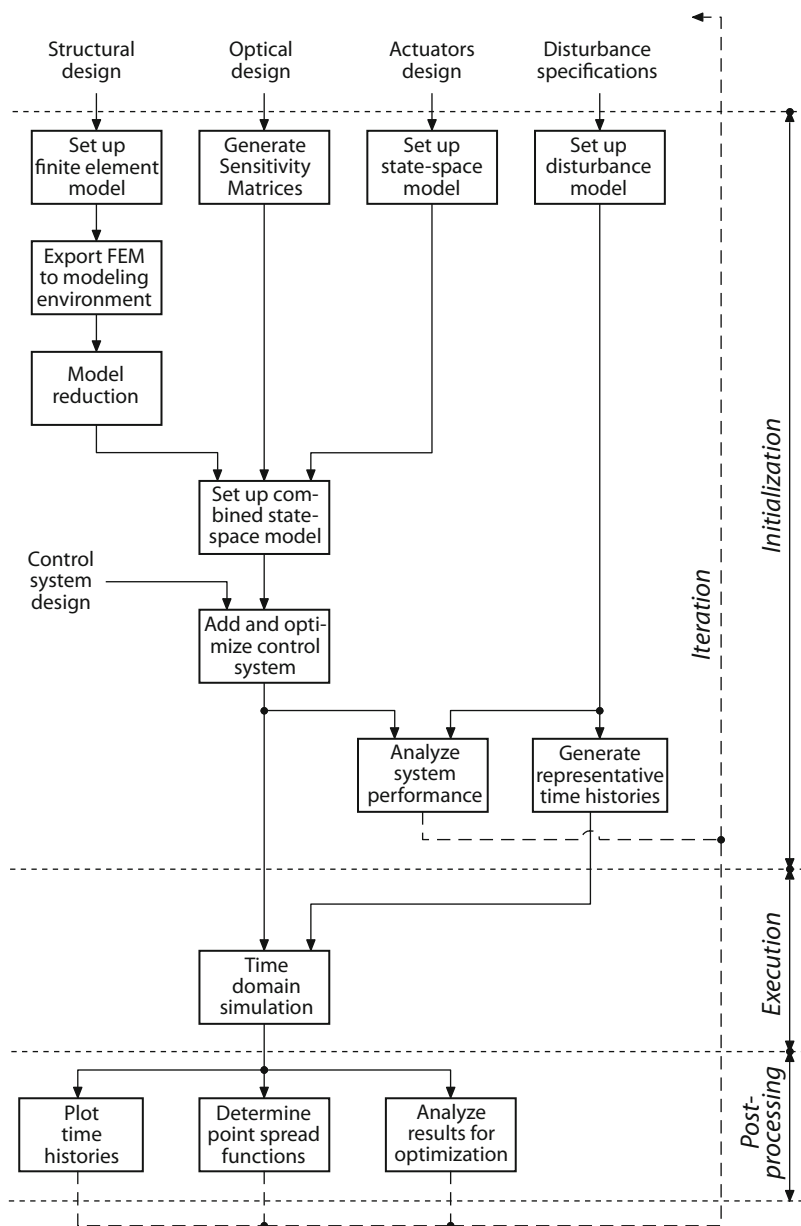 Structural
design
Optical
design
Actuators
design
Disturbance
specifications
Set up
finite element
model
Generate
Sensitivity
Matrices
Set up
state-space
model
Set up
disturbance
model
Export FEM
to modeling
environment
Model
reduction
Set up com-
bined state-
space model
Control
system
design
Add and opti-
mize control
system
Analyze
system
performance
Generate
representative
time histories
Iteration
Initialization
Time
domain
simulation
Execution
Plot
time
histories
Determine
point spread
functions
Analyze
results for
optimization
Post-
processing